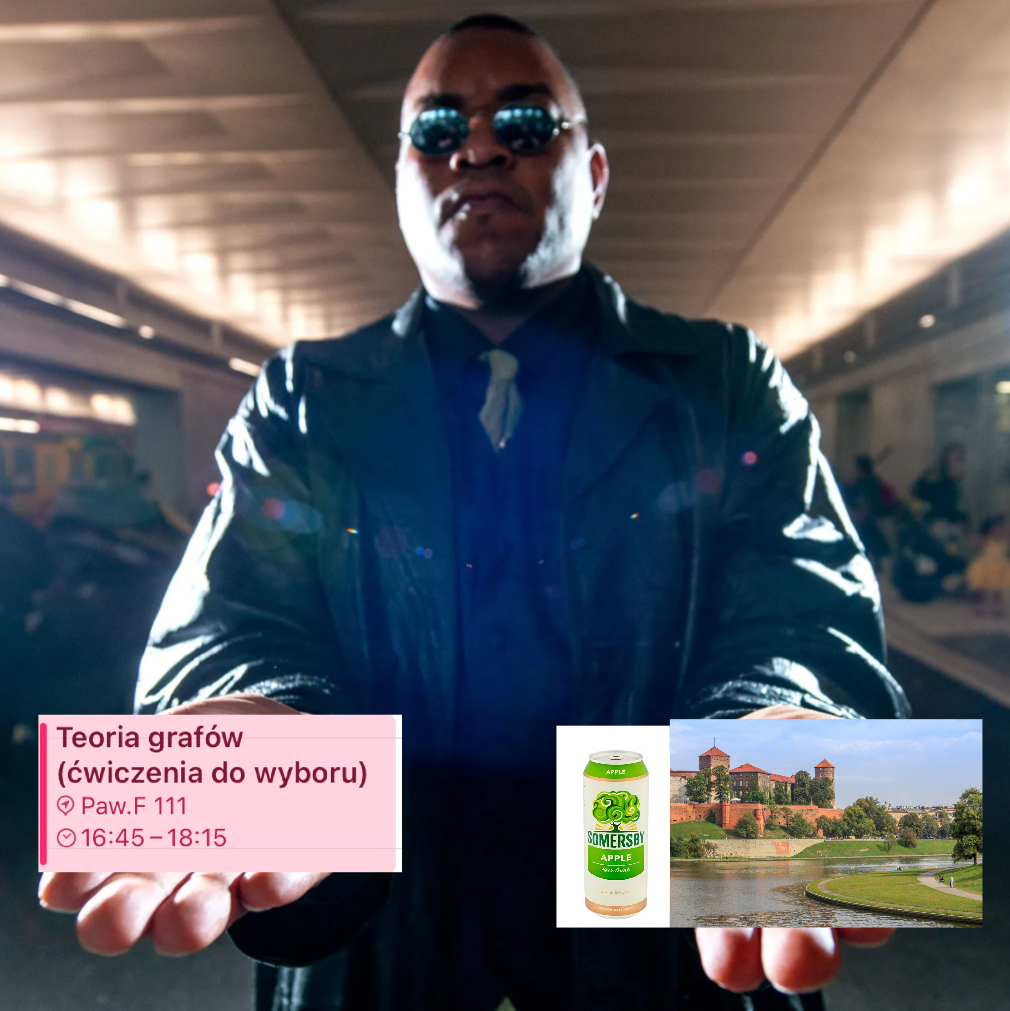 Teoria grafów
(ćwiczenia do wyboru)
Paw.F 111
16:45 – 18:15
APPLE
SOMERSBY
APPLE